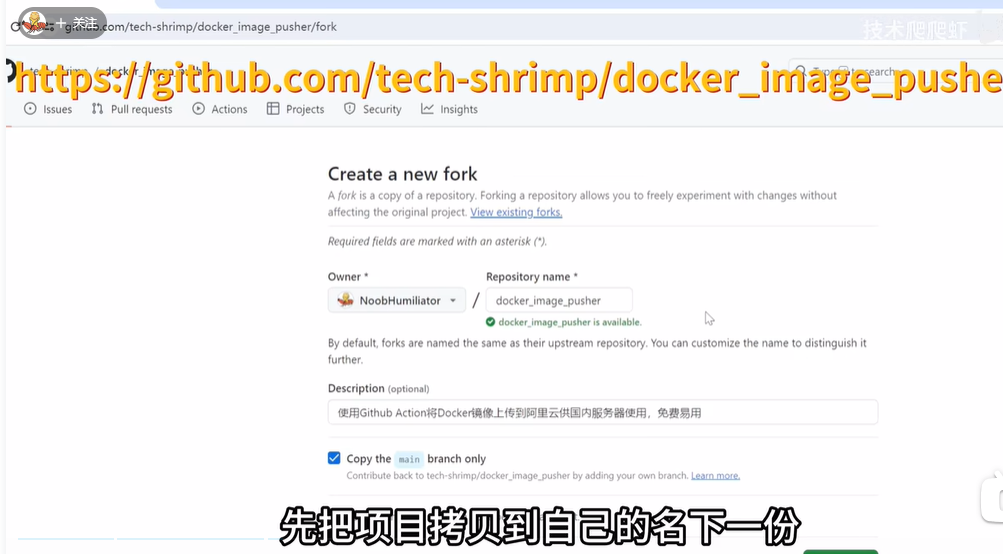 + 关注
github.com/tech-shrimp/docker_image_pusher/fork
技术爬爬虾
https://github.com/tech-shrimp/docker_image_pushe
Issues
Pull requests
Actions
Projects
Security
Insights
Create a new fork
A fork is a copy of a repository. Forking a repository allows you to freely experiment with changes without
affecting the original project. View existing forks.
Required fields are marked with an asterisk (*).
Owner *
Repository name *
NoobHumiliator
/
docker_image_pusher
docker_image_pusher is available.
By default, forks are named the same as their upstream repository. You can customize the name to distinguish it
further.
Description (optional)
使用Github Action将Docker镜像上传到阿里云供国内服务器使用，免费易用
Copy the main branch only
Contribute back to tech-shrimp/docker_image_pusher by adding your own branch. Learn more.
先把项目拷贝到自己的名下一份